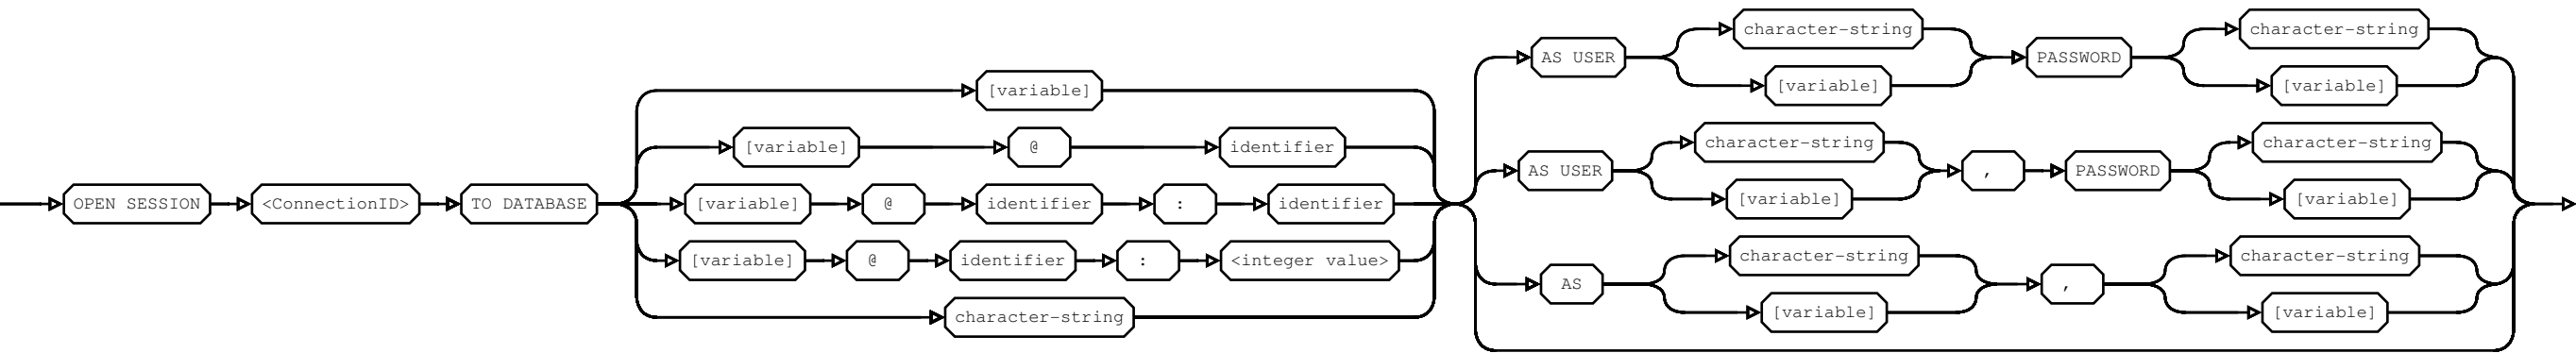 OPEN SESSION <ConnectionID> TO DATABASE
[variable]
[variable] @ identifier
[variable] @ identifier : identifier
[variable] @ identifier : <integer value>
character-string
AS USER character-string [variable] PASSWORD character-string [variable]
AS USER character-string [variable] , PASSWORD character-string [variable]
AS character-string [variable] , character-string [variable]